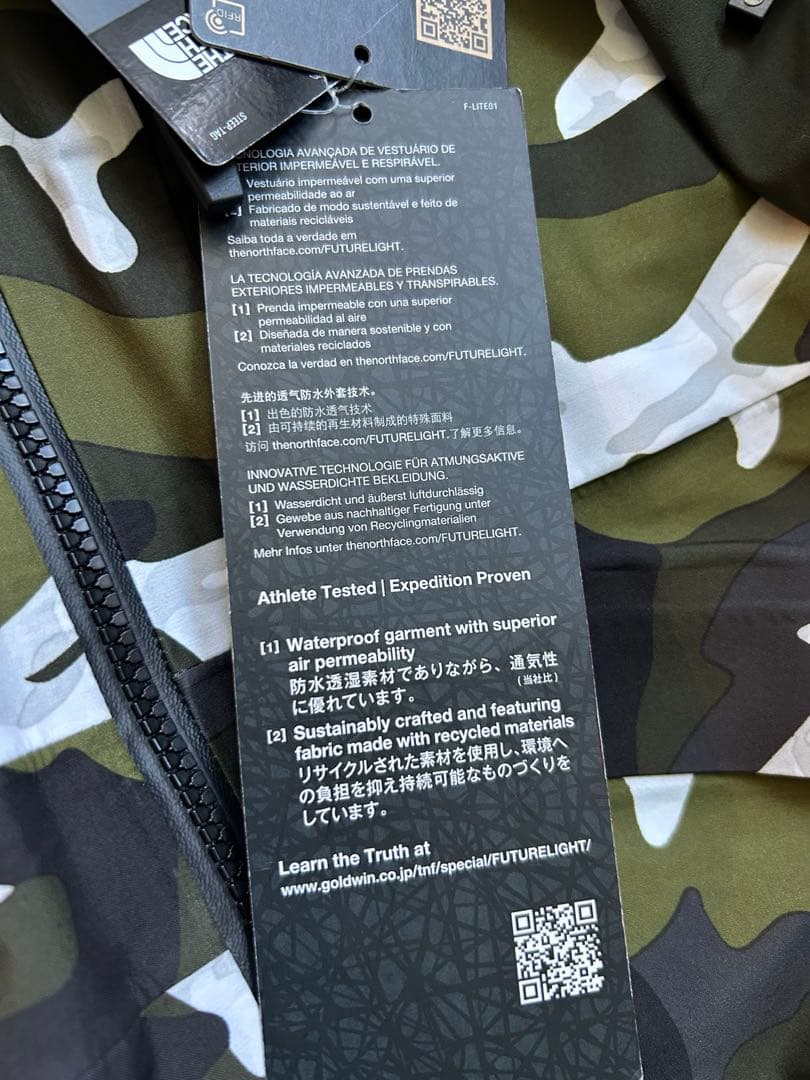 RFID
THE
NORTH
FACE
STEEP-TAG
F-LITE01
NOLOGIA AVANÇADA DE VESTUÁRIO DE
TERIOR IMPERMEÁVEL E RESPIRÁVEL.
Vestuário impermeável com uma superior
permeabilidade ao ar
Fabricado de modo sustentável e feito de
materiais recicláveis
Saiba toda a verdade em
thenorthface.com/FUTURELIGHT.
LA TECNOLOGÍA AVANZADA DE PRENDAS
EXTERIORES IMPERMEABLES Y TRANSPIRABLES.
[1] Prenda impermeable con una superior
permeabilidad al aire
[2] Diseñada de manera sostenible y con
materiales reciclados
Conozca la verdad en thenorthface.com/FUTURELIGHT.
先进的透气防水外套技术。
[1] 出色的防水透气技术
[2] 由可持续的再生材料制成的特殊面料
访问 thenorthface.com/FUTURELIGHT.了解更多信息。
INNOVATIVE TECHNOLOGIE FÜR ATMUNGSAKTIVE
UND WASSERDICHTE BEKLEIDUNG.
[1] Wasserdicht und äußerst luftdurchlässig
[2] Gewebe aus nachhaltiger Fertigung unter
Verwendung von Recyclingmaterialien
Mehr Infos unter thenorthface.com/FUTURELIGHT.
Athlete Tested | Expedition Proven
[1] Waterproof garment with superior
air permeability
防水透湿素材でありながら、通気性
(当社比)
に優れています。
[2] Sustainably crafted and featuring
fabric made with recycled materials
リサイクルされた素材を使用し、環境へ
の負担を抑え持続可能なものづくりを
しています。
Learn the Truth at
www.goldwin.co.jp/tnf/special/FUTURELIGHT/